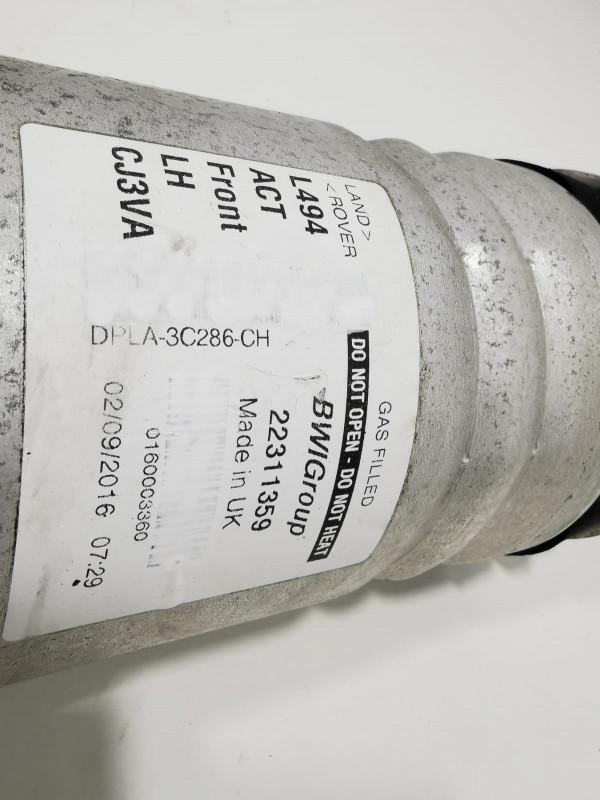 LAND >
< ROVER
L494
ACT
Front
LH
CJ3VA
DPLA-3C286-CH
GAS FILLED
DO NOT OPEN - DO NOT HEAT
BWIGroup
22311359
Made in UK
0160003360
02/09/2016 07:29